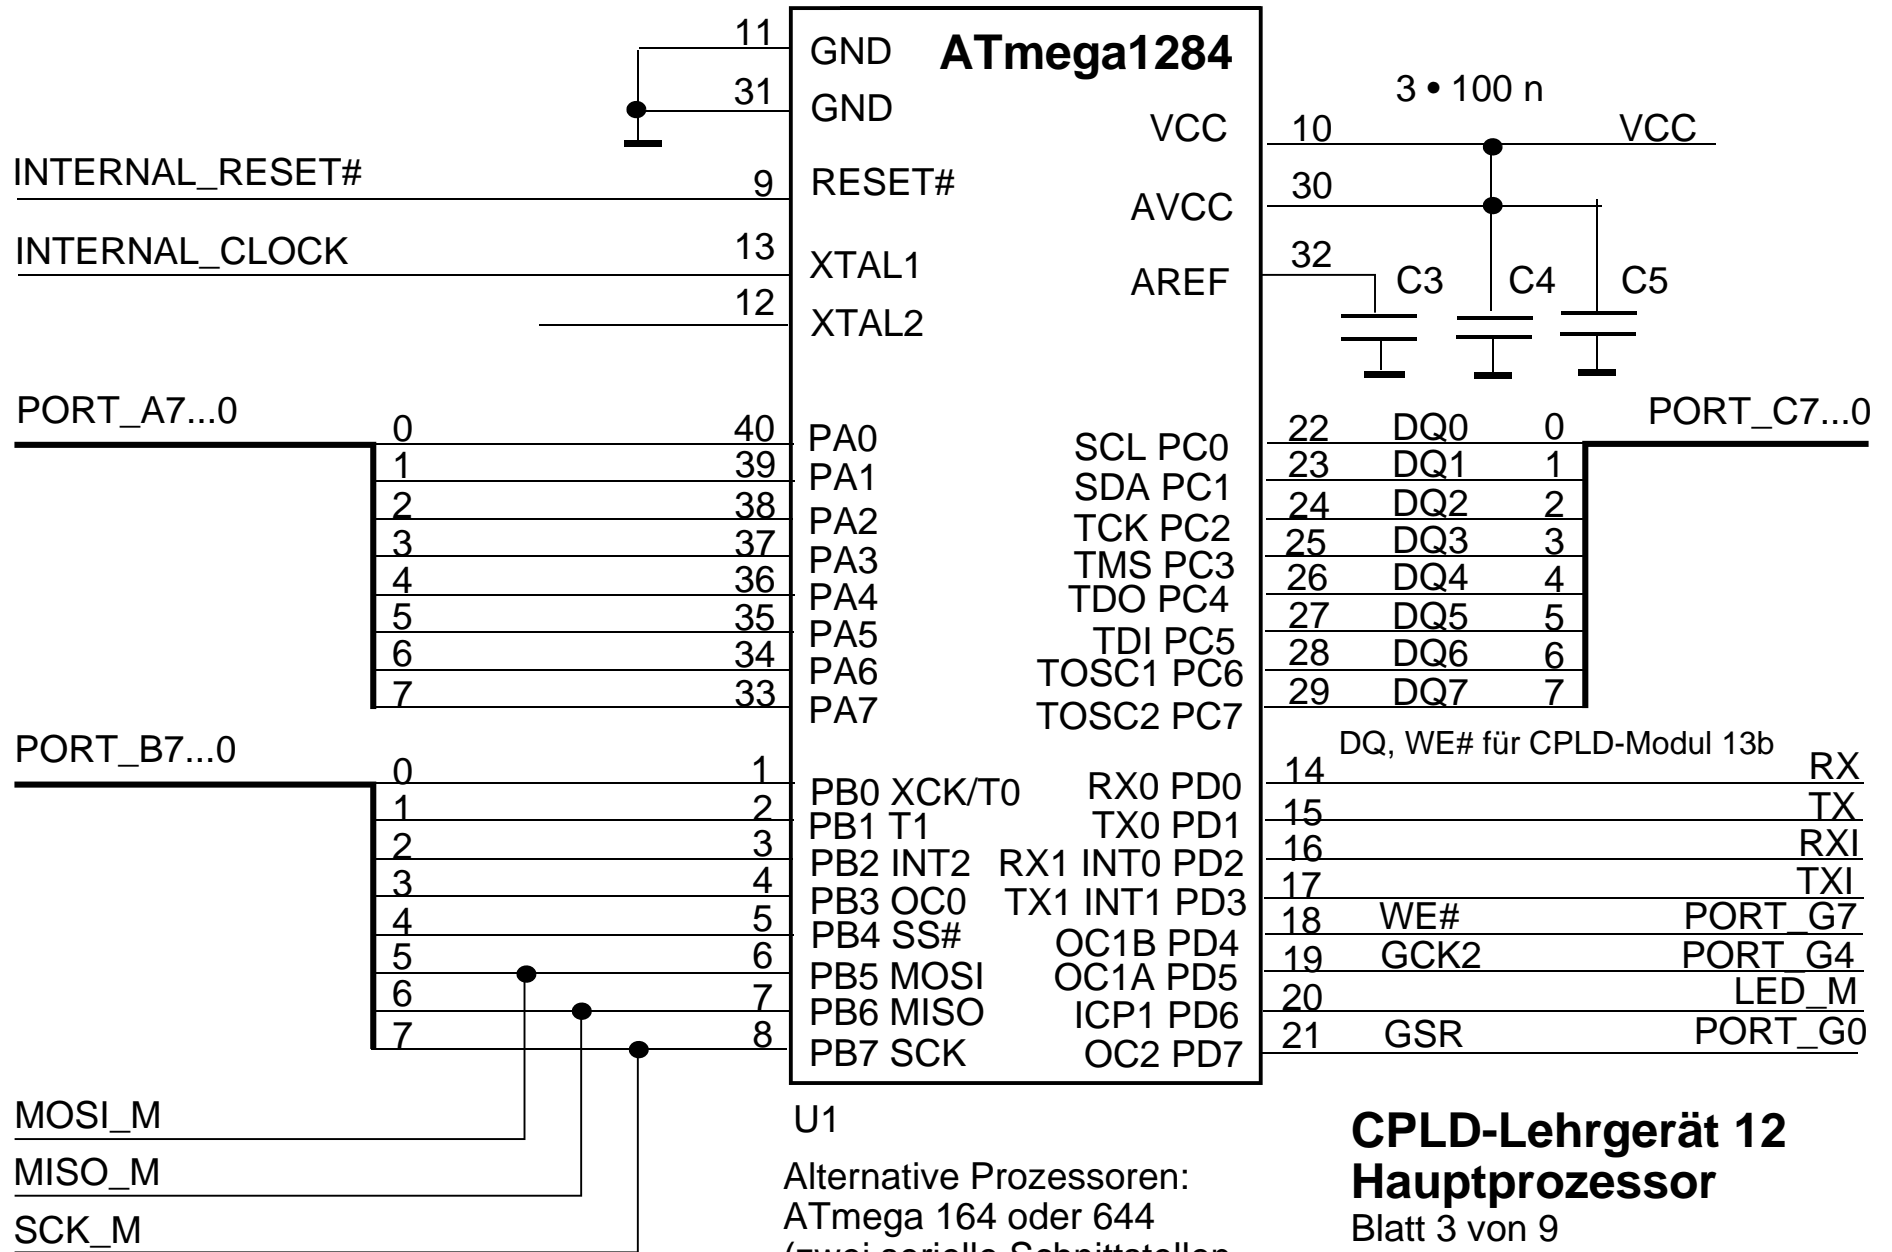 ATmega1284
11 GND
31 GND
3 • 100 n
VCC 10 VCC
INTERNAL_RESET# 9 RESET#
AVCC 30
INTERNAL_CLOCK 13 XTAL1
AREF 32 C3 C4 C5
12 XTAL2
PORT_A7...0
PORT_C7...0
0 40 PA0
1 39 PA1
2 38 PA2
3 37 PA3
4 36 PA4
5 35 PA5
6 34 PA6
7 33 PA7
SCL PC0 22 DQ0 0
SDA PC1 23 DQ1 1
TCK PC2 24 DQ2 2
TMS PC3 25 DQ3 3
TDO PC4 26 DQ4 4
TDI PC5 27 DQ5 5
TOSC1 PC6 28 DQ6 6
TOSC2 PC7 29 DQ7 7
DQ, WE# für CPLD-Modul 13b
PORT_B7...0
0 1 PB0 XCK/T0
1 2 PB1 T1
2 3 PB2 INT2
3 4 PB3 OC0
4 5 PB4 SS#
5 6 PB5 MOSI
6 7 PB6 MISO
7 8 PB7 SCK
RX0 PD0 14 RX
TX0 PD1 15 TX
RX1 INT0 PD2 16 RXI
TX1 INT1 PD3 17 TXI
OC1B PD4 18 WE# PORT_G7
OC1A PD5 19 GCK2 PORT_G4
ICP1 PD6 20 LED_M
OC2 PD7 21 GSR PORT_G0
MOSI_M
MISO_M
SCK_M
U1
Alternative Prozessoren:
ATmega 164 oder 644
(zwei serielle Schnittstellen
CPLD-Lehrgerät 12
Hauptprozessor
Blatt 3 von 9